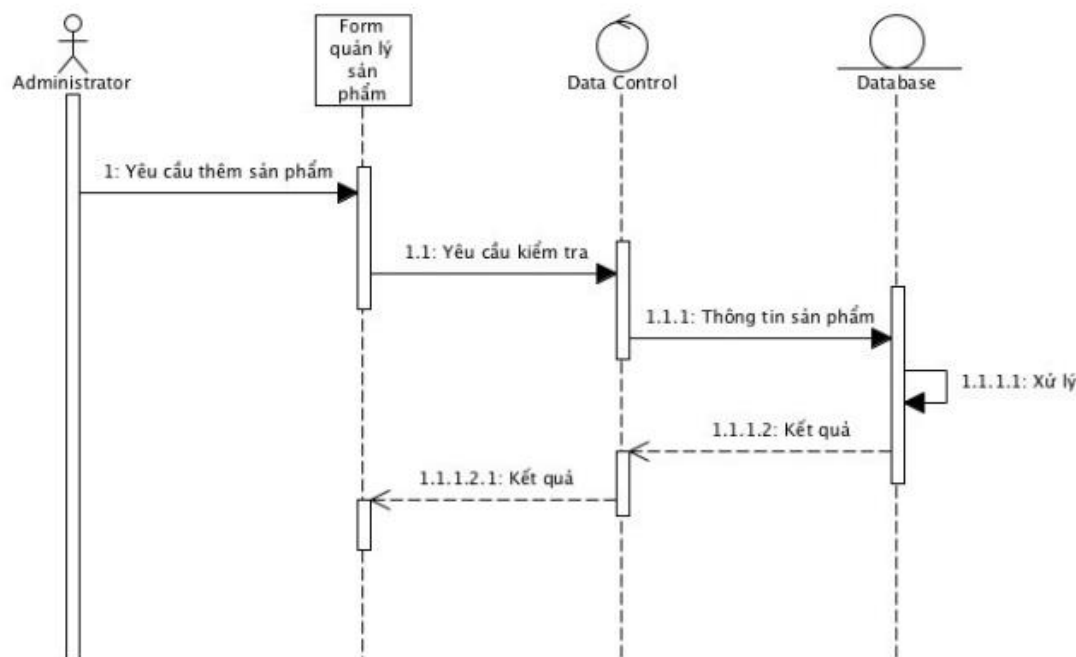 Form
quản lý
sản
phẩm
Administrator
Data Control
Database
1: Yêu cầu thêm sản phẩm
1.1: Yêu cầu kiểm tra
1.1.1: Thông tin sản phẩm
1.1.1.1: Xử lý
1.1.1.2: Kết quả
1.1.1.2.1: Kết quả